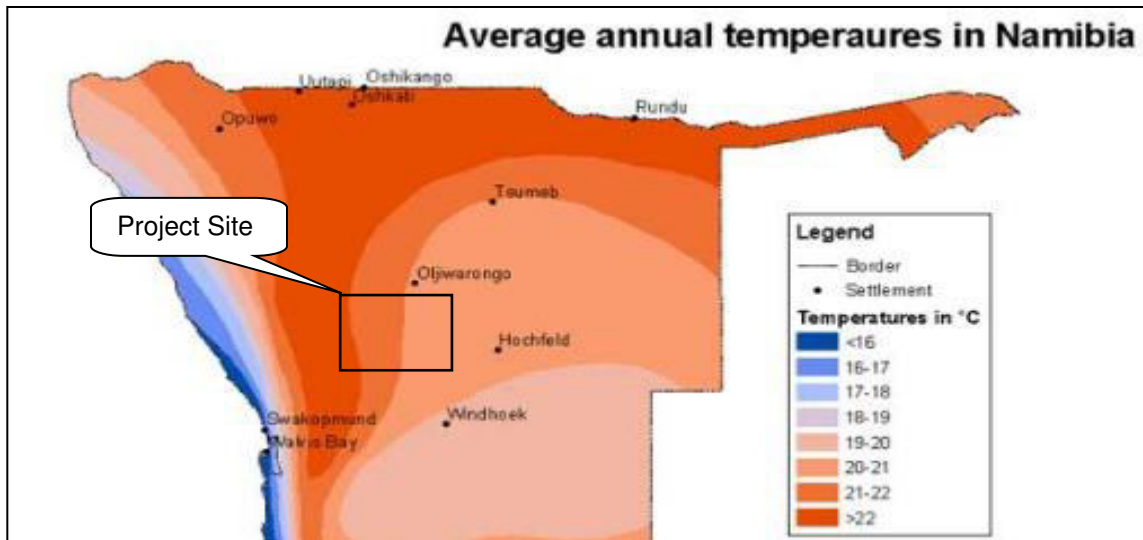 Average annual temperaures in Namibia
Uutapi
Oshikango
Oshkati
Opuwo
Rundu
Tsumeb
Project Site
Otjiwarongo
Hochfeld
Windhoek
Swakopmund
Walvis Bay
Legend
Border
Settlement
Temperatures in °C
<16
16-17
17-18
18-19
19-20
20-21
21-22
>22